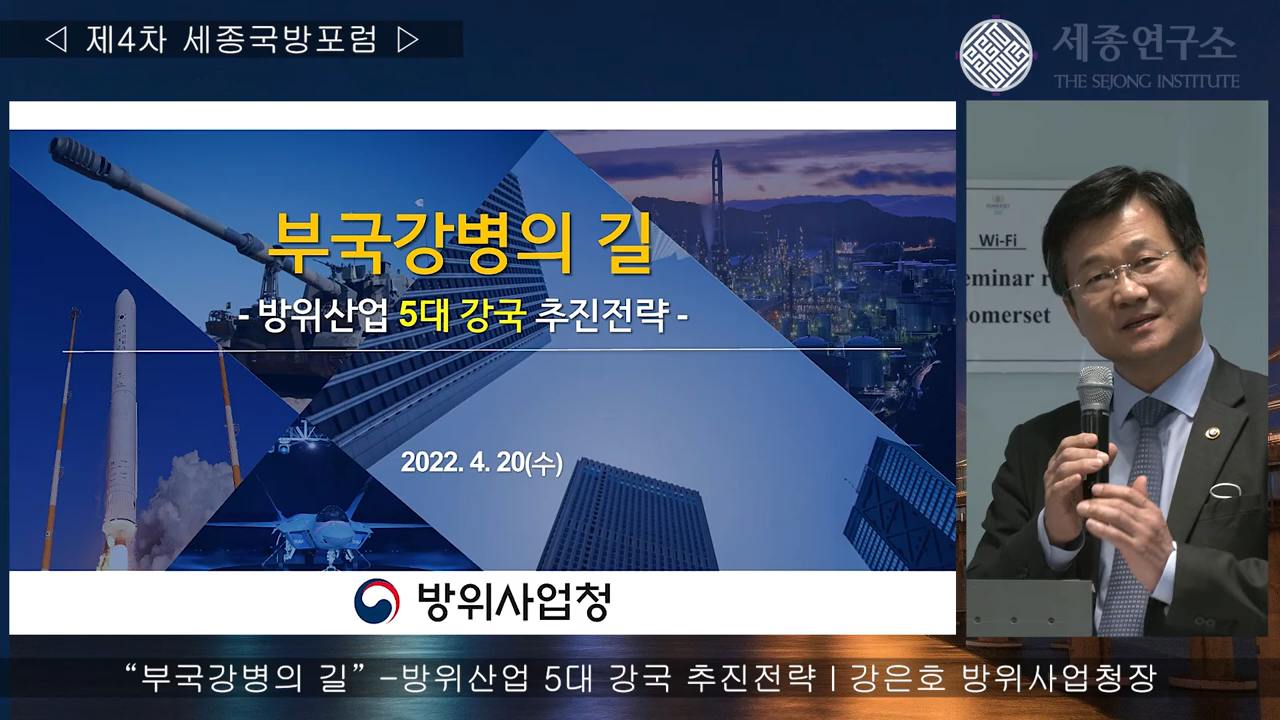 ◁ 제4차 세종국방포럼 ▷
세종연구소
THE SEJONG INSTITUTE
부국강병의 길
- 방위산업 5대 강국 추진전략 -
2022. 4. 20(수)
방위사업청
Wi-Fi
eminar r
omerset
“부국강병의 길” -방위산업 5대 강국 추진전략 | 강은호 방위사업청장